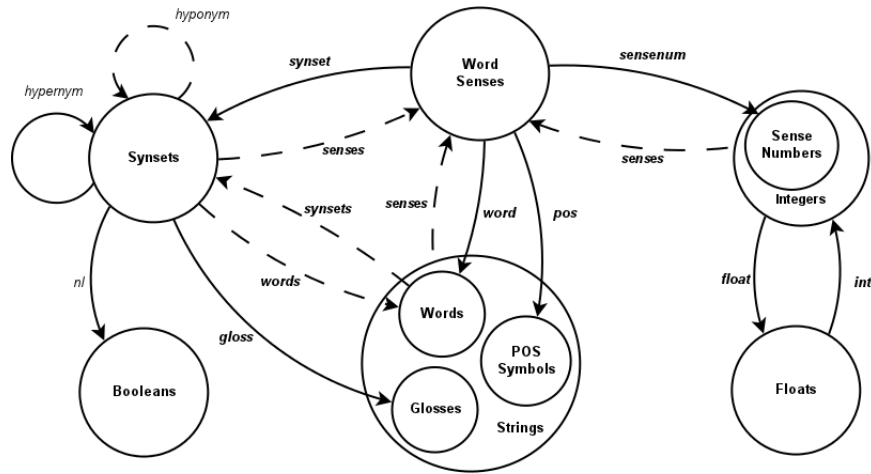 hyponym
hypernym
synset
Word
Senses
sensenum
Synsets
senses
senses
Sense
Numbers
Integers
synsets
senses
word
pos
words
nl
gloss
float
int
Words
POS
Symbols
Booleans
Glosses
Strings
Floats